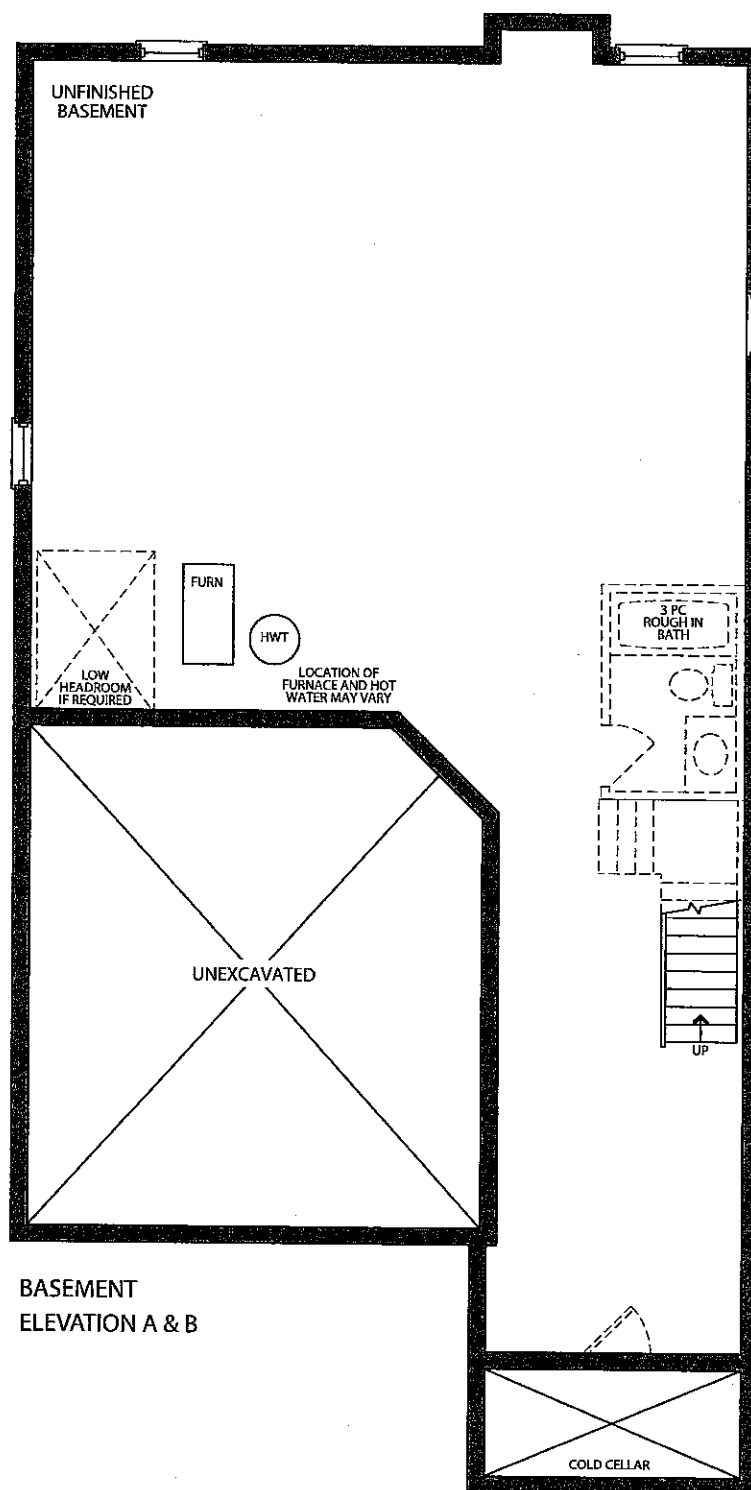 UNFINISHED
BASEMENT
FURN
HWT
3 PC
ROUGH IN
BATH
LOW
HEADROOM
IF REQUIRED
LOCATION OF
FURNACE AND HOT
WATER MAY VARY
UNEXCAVATED
UP
BASEMENT
ELEVATION A & B
COLD CELLAR